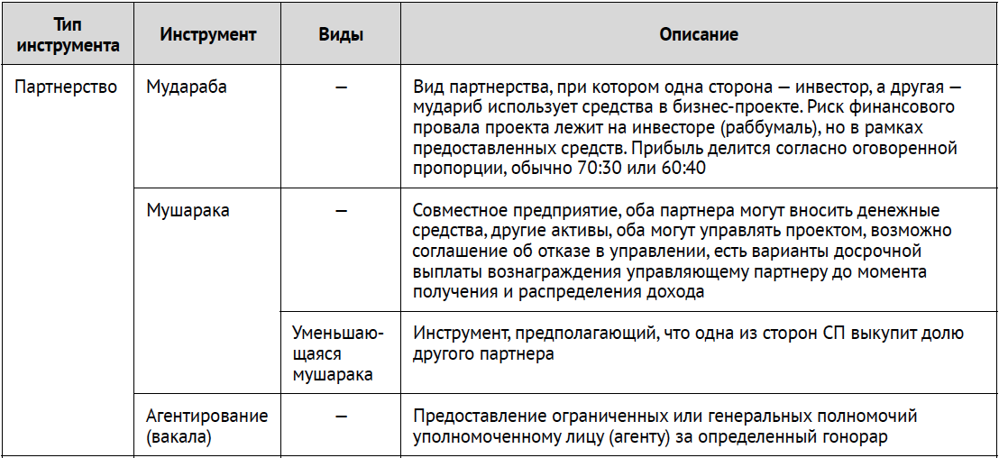 Тип
инструмента
Инструмент
Виды
Описание
Партнерство
Мудараба
—
Вид партнерства, при котором одна сторона — инвестор, а другая —
мудариб использует средства в бизнес-проекте. Риск финансового
провала проекта лежит на инвесторе (раббумаль), но в рамках
предоставленных средств. Прибыль делится согласно оговоренной
пропорции, обычно 70:30 или 60:40
Мушарака
—
Совместное предприятие, оба партнера могут вносить денежные
средства, другие активы, оба могут управлять проектом, возможно
соглашение об отказе в управлении, есть варианты досрочной
выплаты вознаграждения управляющему партнеру до момента
получения и распределения дохода
Уменьшаю-
щаяся
мушарака
Инструмент, предполагающий, что одна из сторон СП выкупит долю
другого партнера
Агентирование
(вакала)
—
Предоставление ограниченных или генеральных полномочий
уполномоченному лицу (агенту) за определенный гонорар